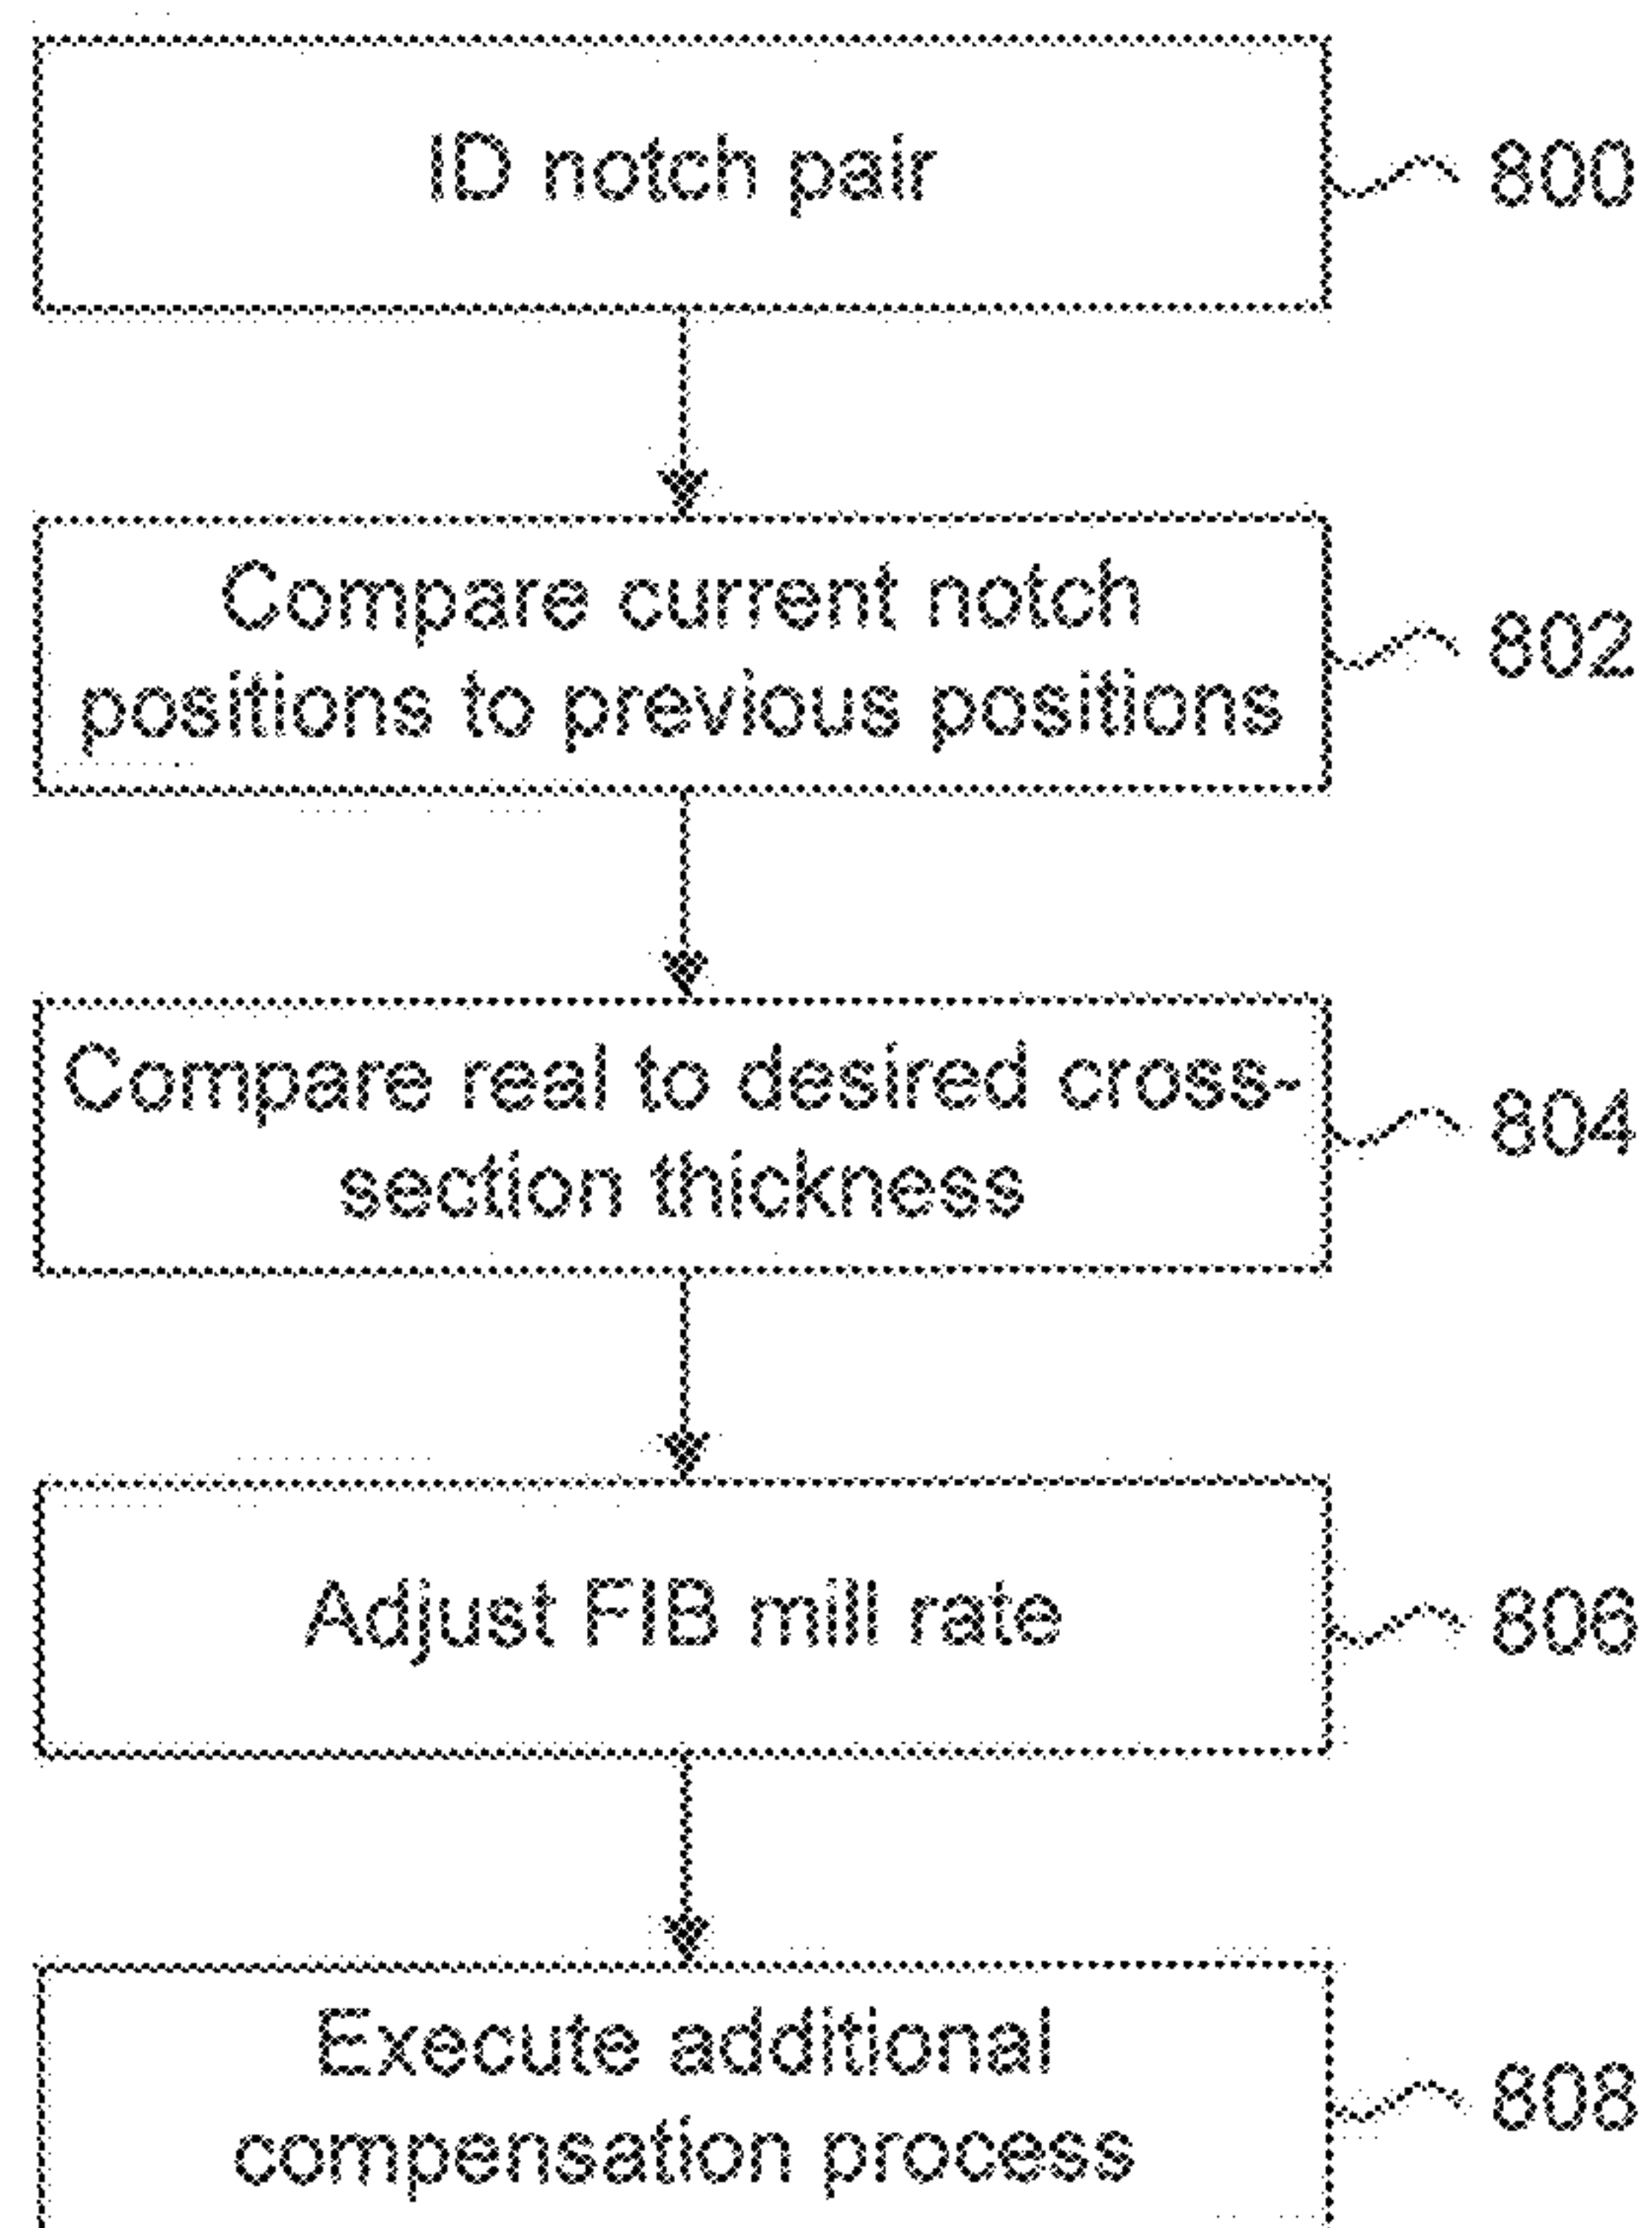 ID notch pair
800
Compare current notch
positions to previous positions
802
Compare real to desired cross-
section thickness
804
Adjust FIB mill rate
806
Execute additional
compensation process
808